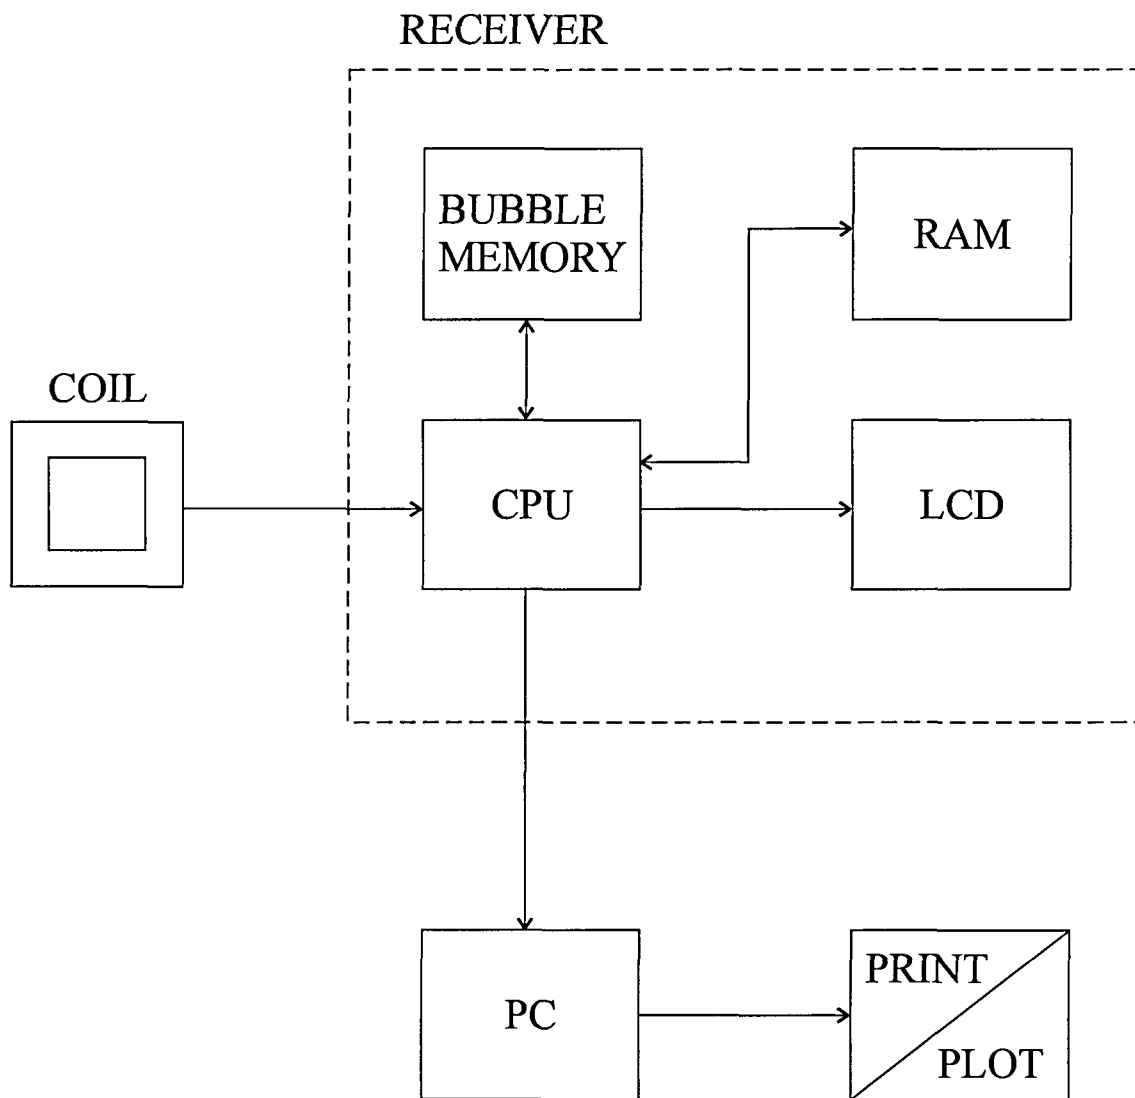 RECEIVER
BUBBLE
MEMORY
RAM
COIL
CPU
LCD
PC
PRINT
PLOT